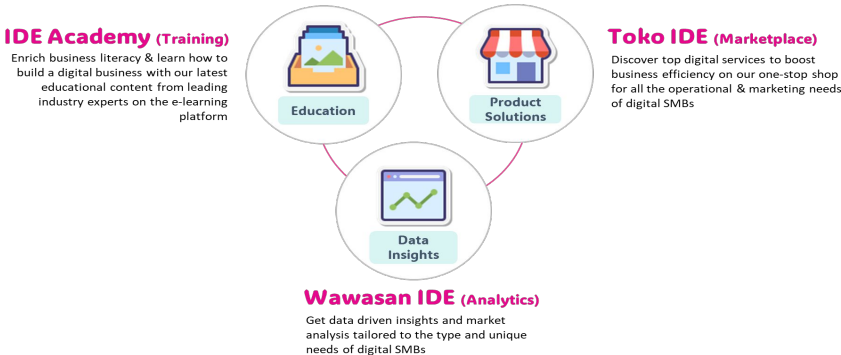 IDE Academy (Training)
Enrich business literacy & learn how to
build a digital business with our latest
educational content from leading
industry experts on the e-learning
platform
Education
Product
Solutions
Toko IDE (Marketplace)
Discover top digital services to boost
business efficiency on our one-stop shop
for all the operational & marketing needs
of digital SMBs
Data
Insights
Wawasan IDE (Analytics)
Get data driven insights and market
analysis tailored to the type and unique
needs of digital SMBs